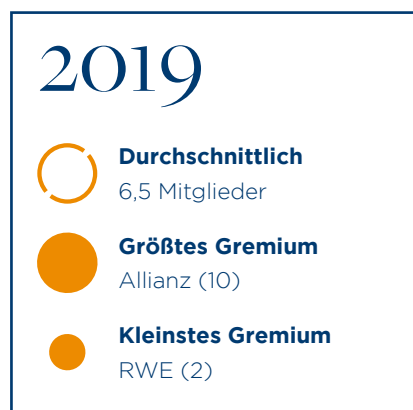 2019
Durchschnittlich
6,5 Mitglieder
Größtes Gremium
Allianz (10)
Kleinstes Gremium
RWE (2)